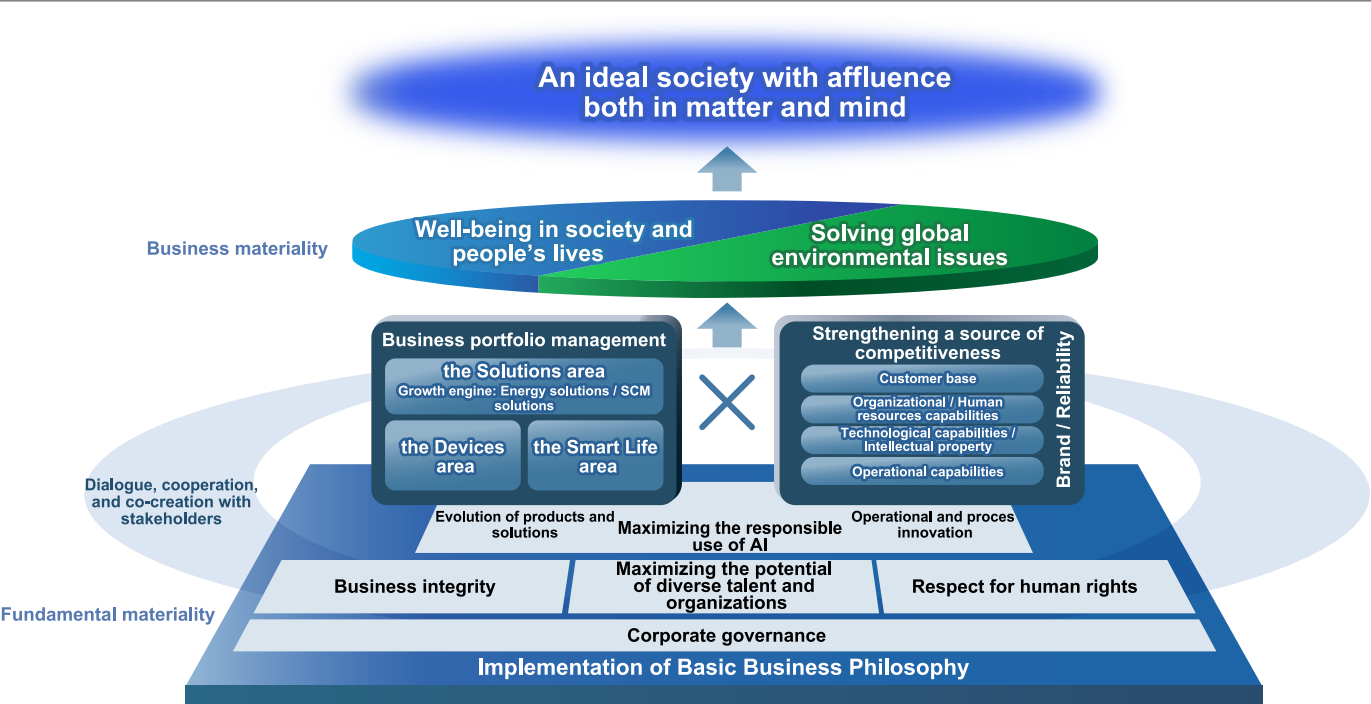 An ideal society with affluence
both in matter and mind
Business materiality
Well-being in society and
people's lives
Solving global
environmental issues
Business portfolio management
the Solutions area
Growth engine: Energy solutions / SCM
solutions
the Devices
area
the Smart Life
area
Strengthening a source of
competitiveness
Customer base
Organizational / Human
resources capabilities
Technological capabilities /
Intellectual property
Operational capabilities
Brand / Reliability
Dialogue, cooperation,
and co-creation with
stakeholders
Evolution of products and
solutions
Maximizing the responsible
use of AI
Operational and proces
innovation
Fundamental materiality
Business integrity
Maximizing the potential
of diverse talent and
organizations
Respect for human rights
Corporate governance
Implementation of Basic Business Philosophy